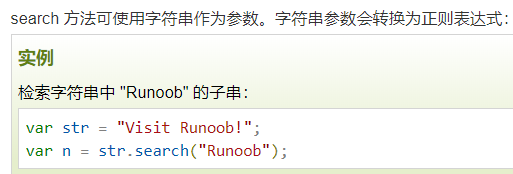 search 方法可使用字符串作为参数。字符串参数会转换为正则表达式：
实例
检索字符串中 "Runoob" 的子串：
var str = "Visit Runoob!";
var n = str.search("Runoob");